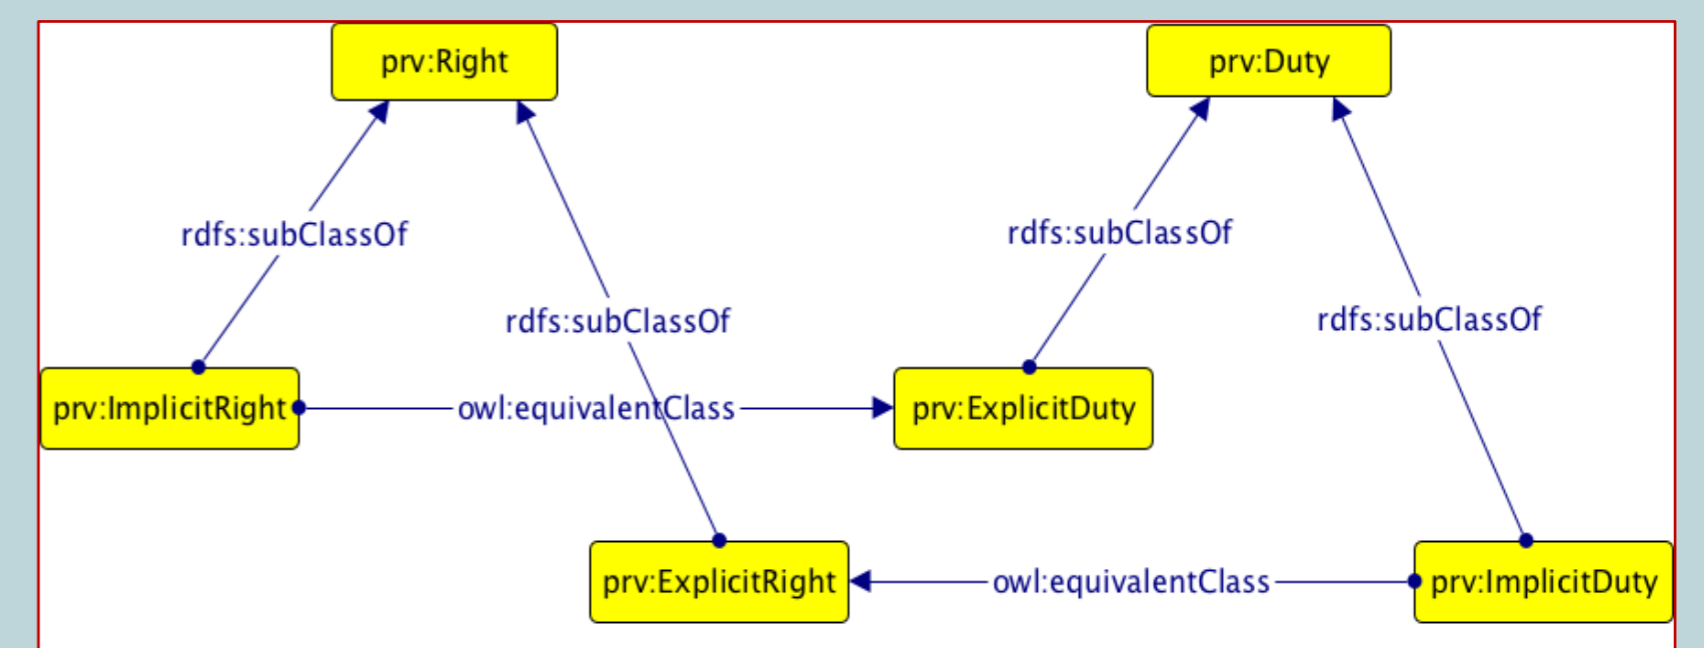 prv:Right
prv:Duty
rdfs:subClassOf
rdfs:subClassOf
rdfs:subClassOf
rdfs:subClassOf
prv:ImplicitRight
owl:equivalentClass
prv:ExplicitDuty
prv:ExplicitRight
owl:equivalentClass
prv:ImplicitDuty